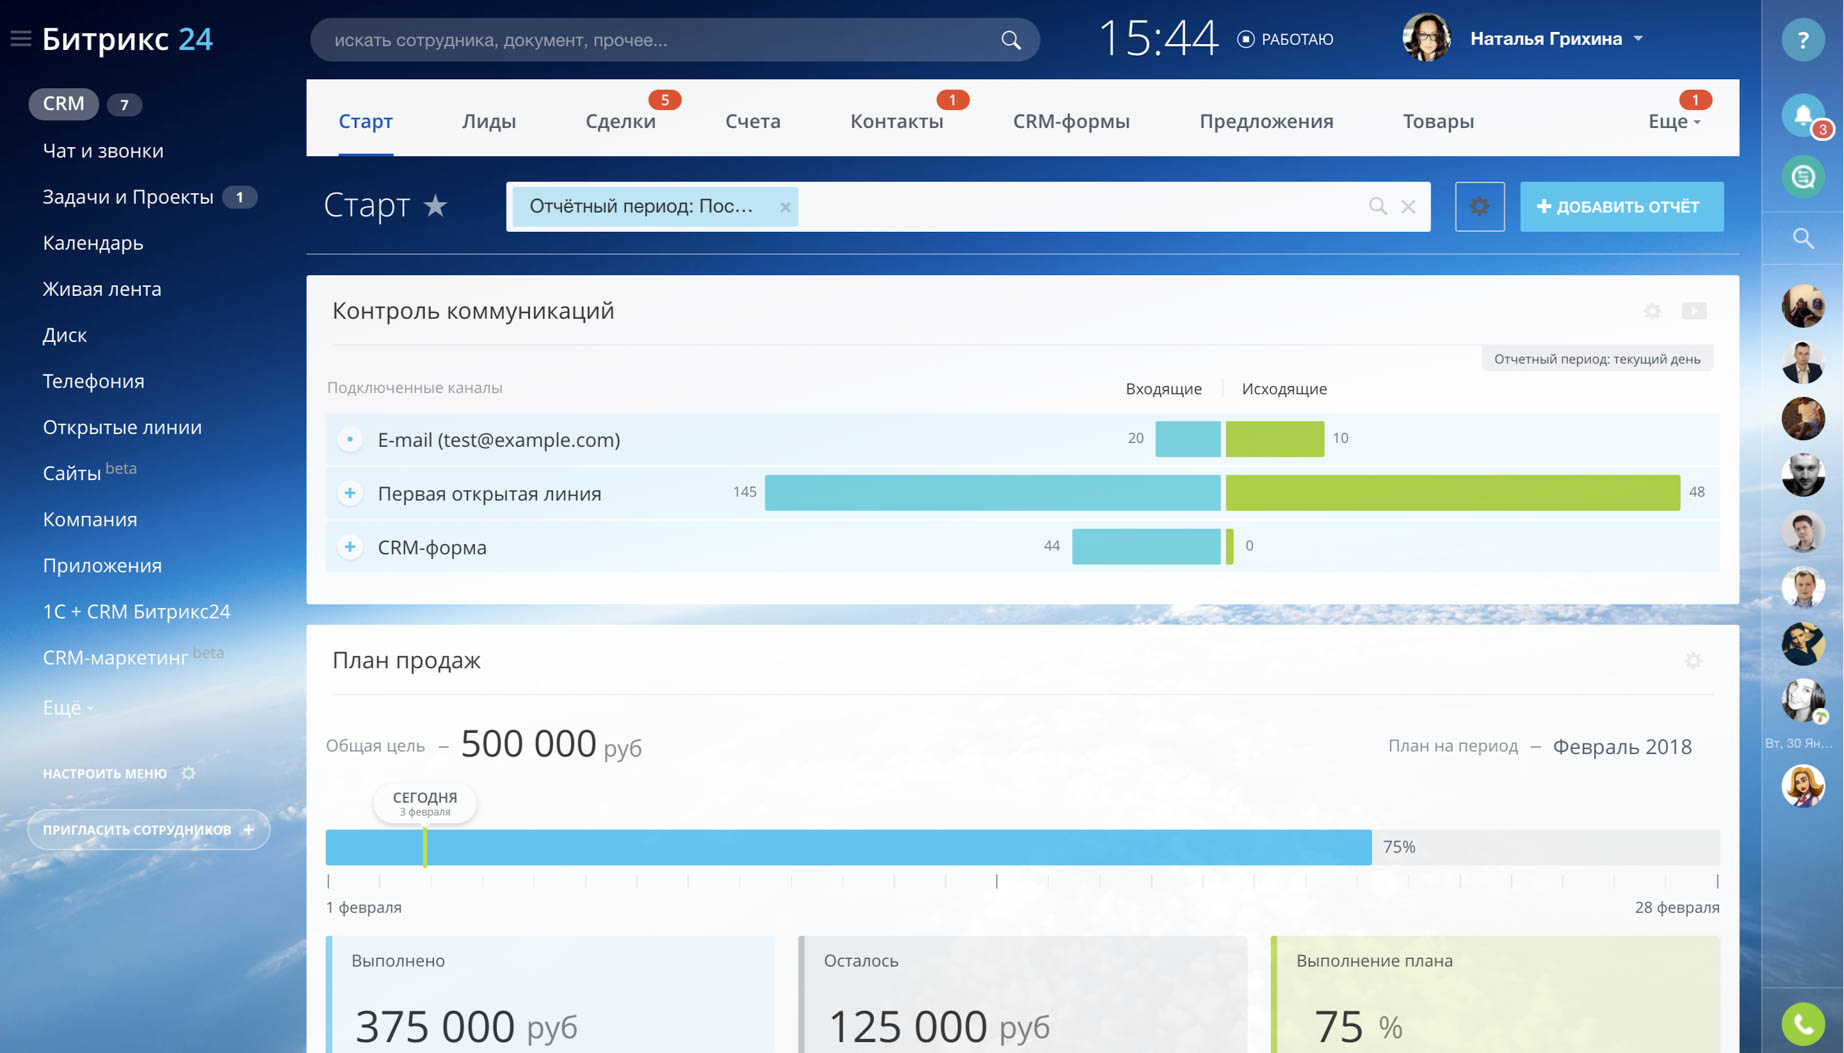 Битрикс 24
искать сотрудника, документ, прочее...
15:44 РАБОТАЮ
Наталья Грихина
?
3
CRM 7
Чат и звонки
Задачи и Проекты 1
Календарь
Живая лента
Диск
Телефония
Открытые линии
Сайты beta
Компания
Приложения
1С + CRM Битрикс24
CRM-маркетинг beta
Ещё
НАСТРОИТЬ МЕНЮ
ПРИГЛАСИТЬ СОТРУДНИКОВ +
Старт Лиды Сделки 5 Счета Контакты 1 CRM-формы Предложения Товары Еще 1
Старт
Отчётный период: Пос... ×
+ ДОБАВИТЬ ОТЧЁТ
Контроль коммуникаций
Отчетный период: текущий день
Подключенные каналы Входящие Исходящие
E-mail (test@example.com) 20 10
Первая открытая линия 145 48
CRM-форма 44 0
План продаж
Общая цель – 500 000 руб
План на период – Февраль 2018
СЕГОДНЯ
3 февраля
75%
1 февраля 28 февраля
Выполнено
375 000 руб
Осталось
125 000 руб
Выполнение плана
75 %
Вт, 30 Ян...